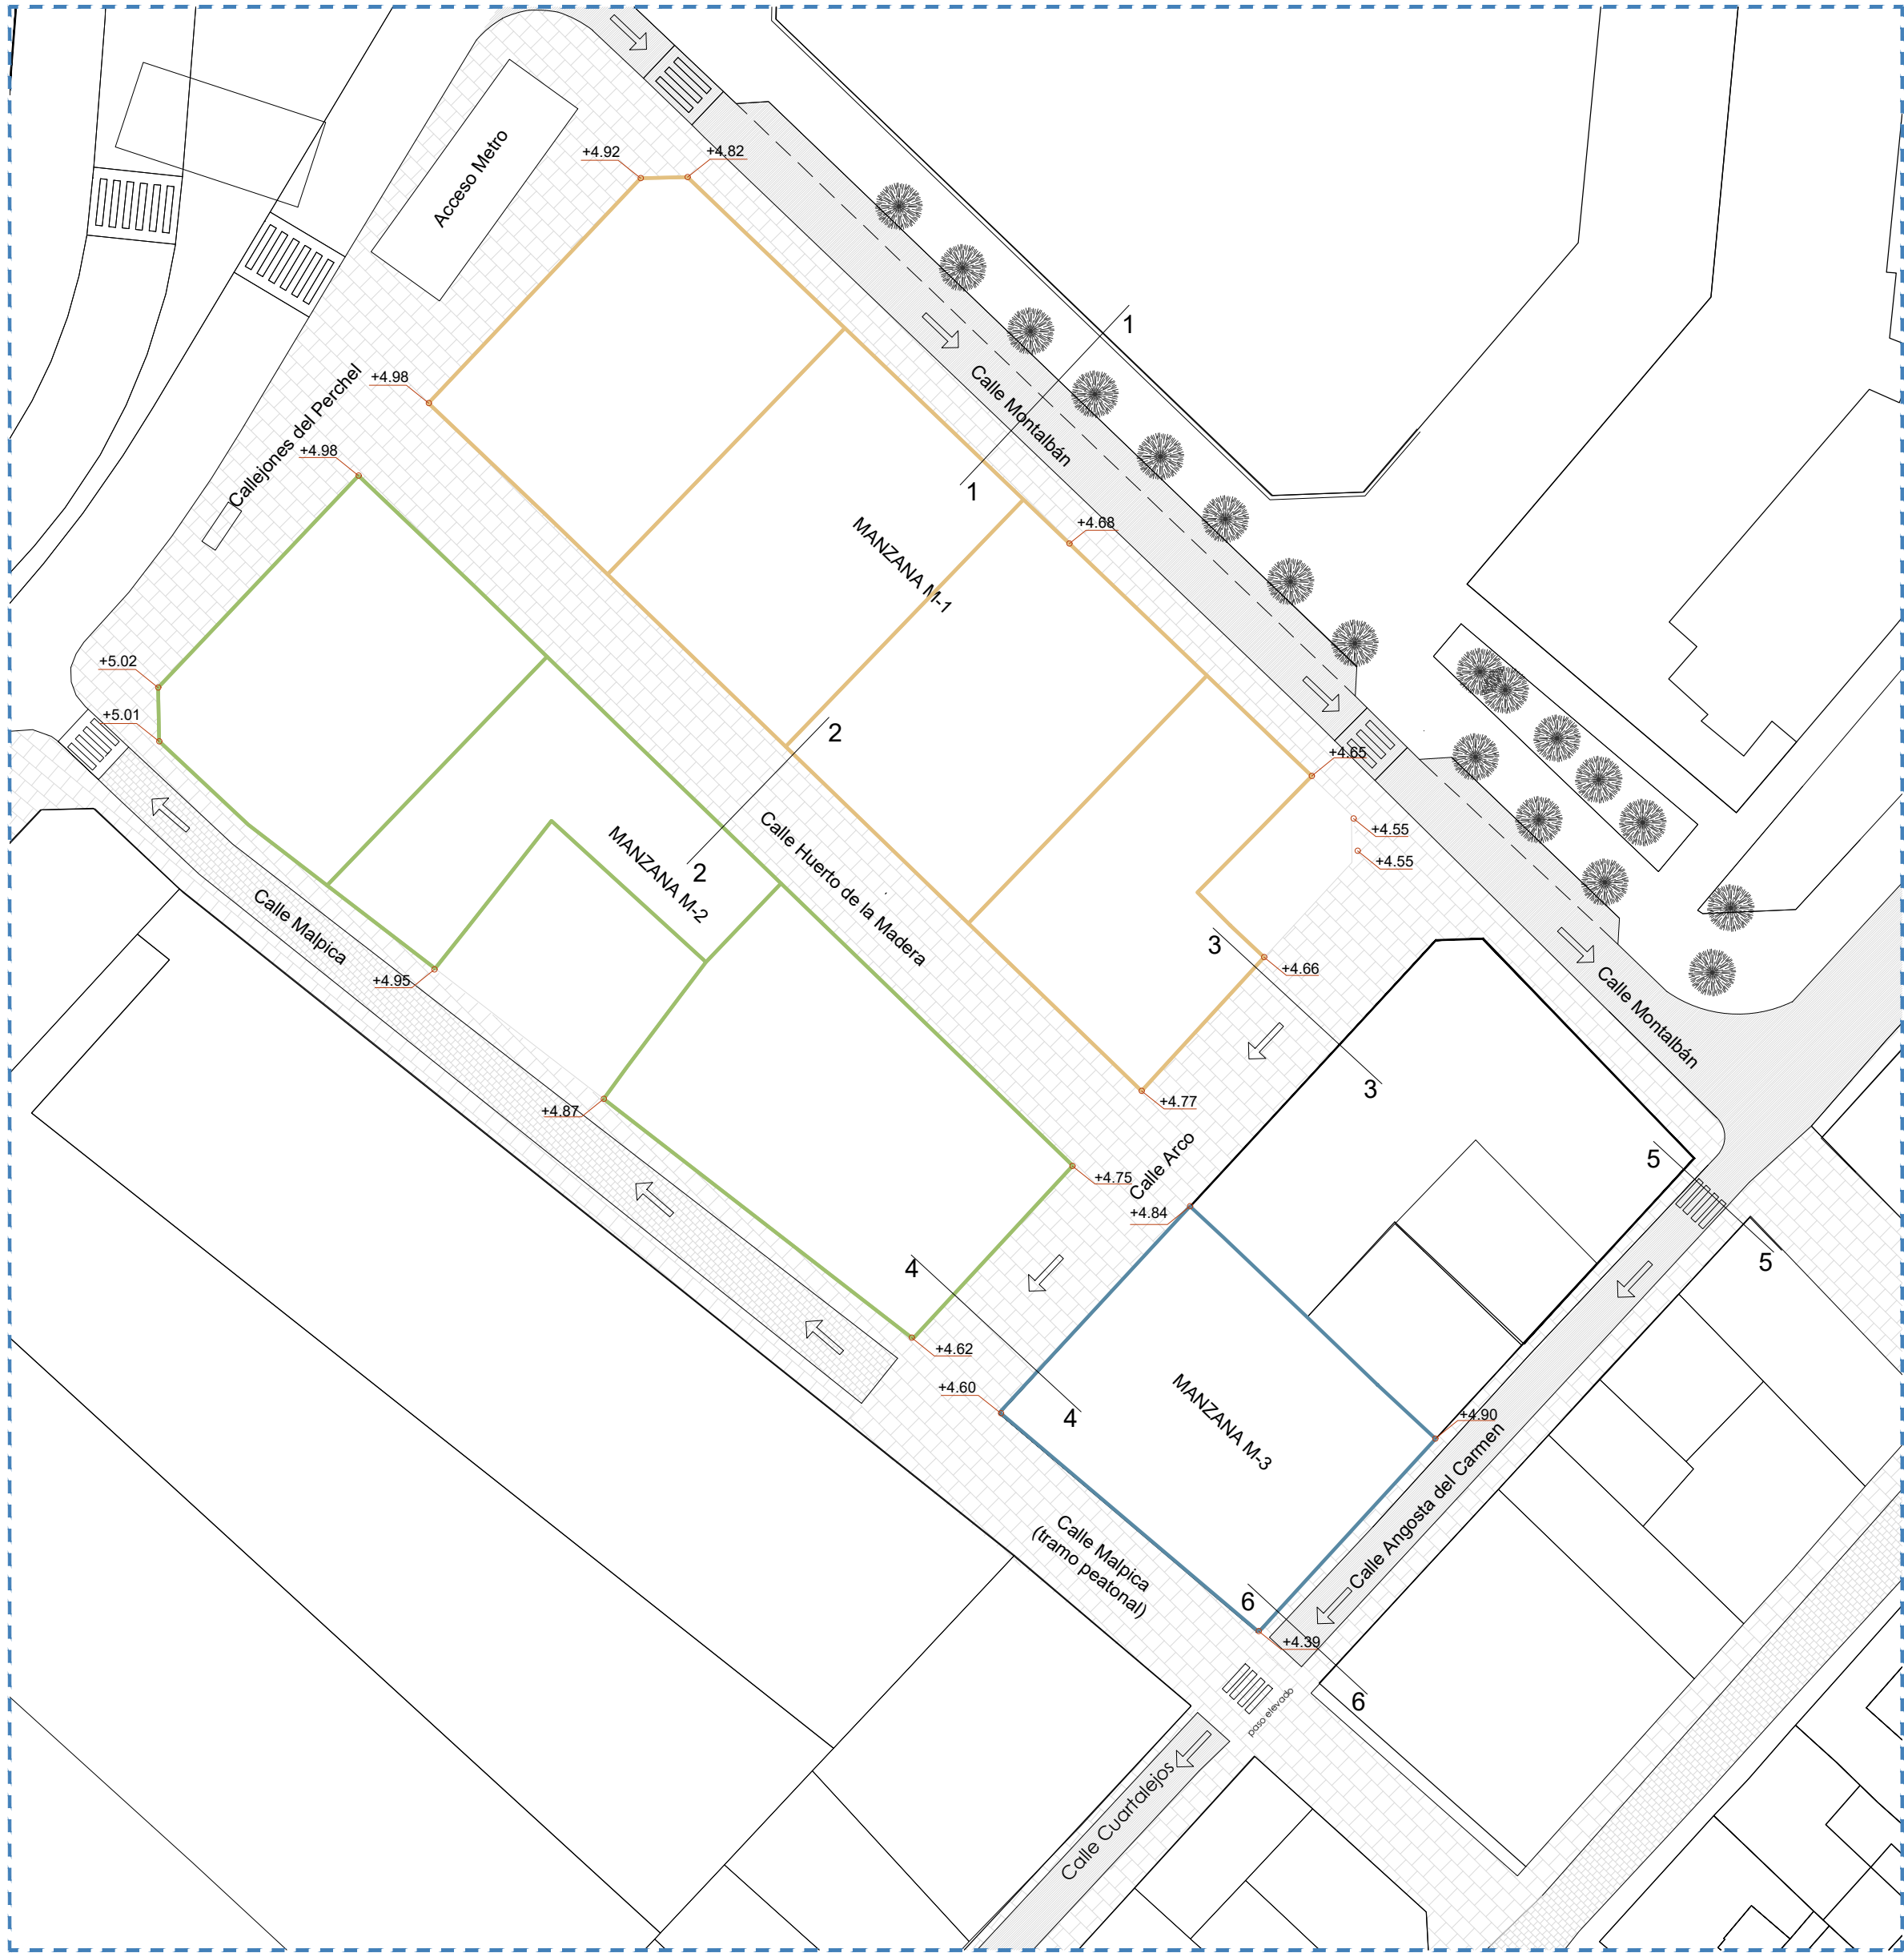 +4.92
+4.82
Acceso Metro
1
Calle Montalbán
+4.98
Callejones del Perchel
+4.98
1
+4.68
MANZANA M-1
+5.02
+5.01
2
+4.65
+4.55
+4.55
Calle Huerto de la Madera
MANZANA M-2
2
Calle Malpica
3
+4.66
+4.95
Calle Montalbán
3
+4.77
+4.87
Calle Arco
5
+4.75
+4.84
4
5
+4.62
+4.60
4
MANZANA M-3
+4.90
Calle Angosta del Carmen
Calle Malpica
(tramo peatonal)
6
+4.39
6
paso elevado
Calle Cuartalejos